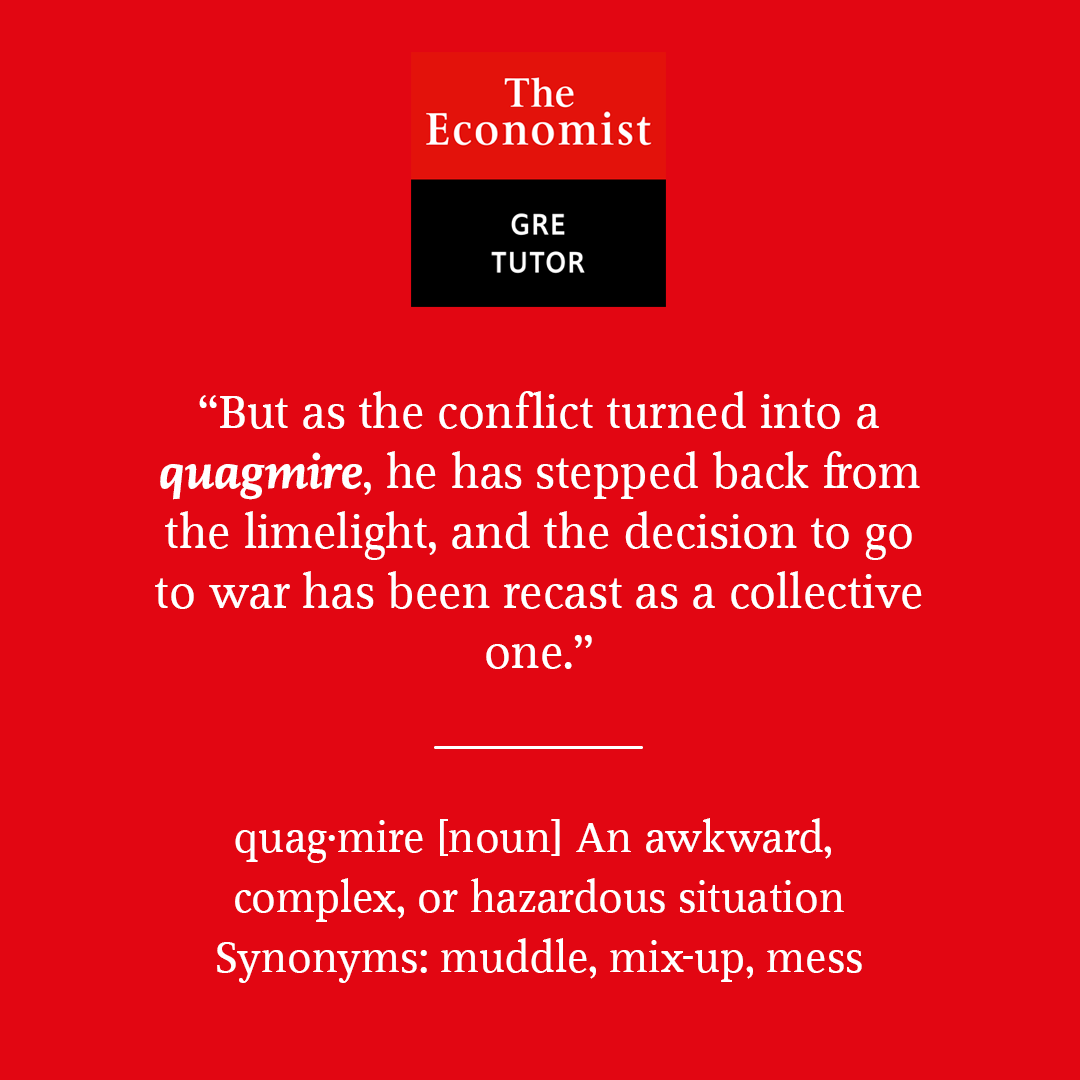 The
Economist
GRE
TUTOR
“But as the conflict turned into a
quagmire, he has stepped back from
the limelight, and the decision to go
to war has been recast as a collective
one.”
quag·mire [noun] An awkward,
complex, or hazardous situation
Synonyms: muddle, mix-up, mess